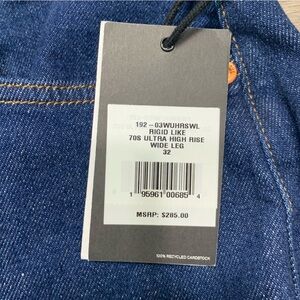 192-03WUHRSWL
RIGID LIKE
70S ULTRA HIGH RISE
WIDE LEG
32
1 95961 00685 4
MSRP: $285.00
100% RECYCLED CARDSTOCK